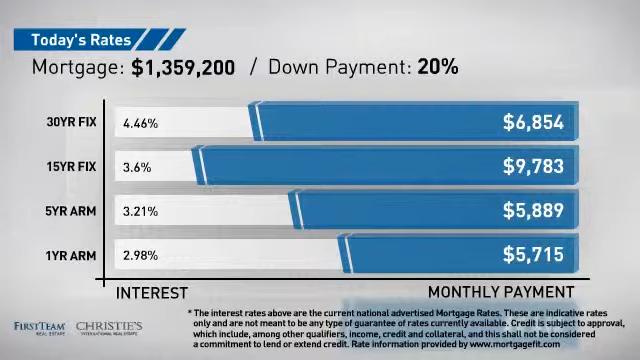 Today's Rates
Mortgage: $1,359,200 / Down Payment: 20%
30YR FIX 4.46% $6,854
15YR FIX 3.6% $9,783
5YR ARM 3.21% $5,889
1YR ARM 2.98% $5,715
INTEREST MONTHLY PAYMENT
* The interest rates above are the current national advertised Mortgage Rates. These are indicative rates
only and are not meant to be any type of guarantee of rates currently available. Credit is subject to approval,
which include, among other qualifiers, income, credit and collateral, and this shall not be considered
a commitment to lend or extend credit. Rate information provided by www.mortgagefit.com
FIRSTTEAM CHRISTIE'S
REAL ESTATE INTERNATIONAL REAL ESTATE